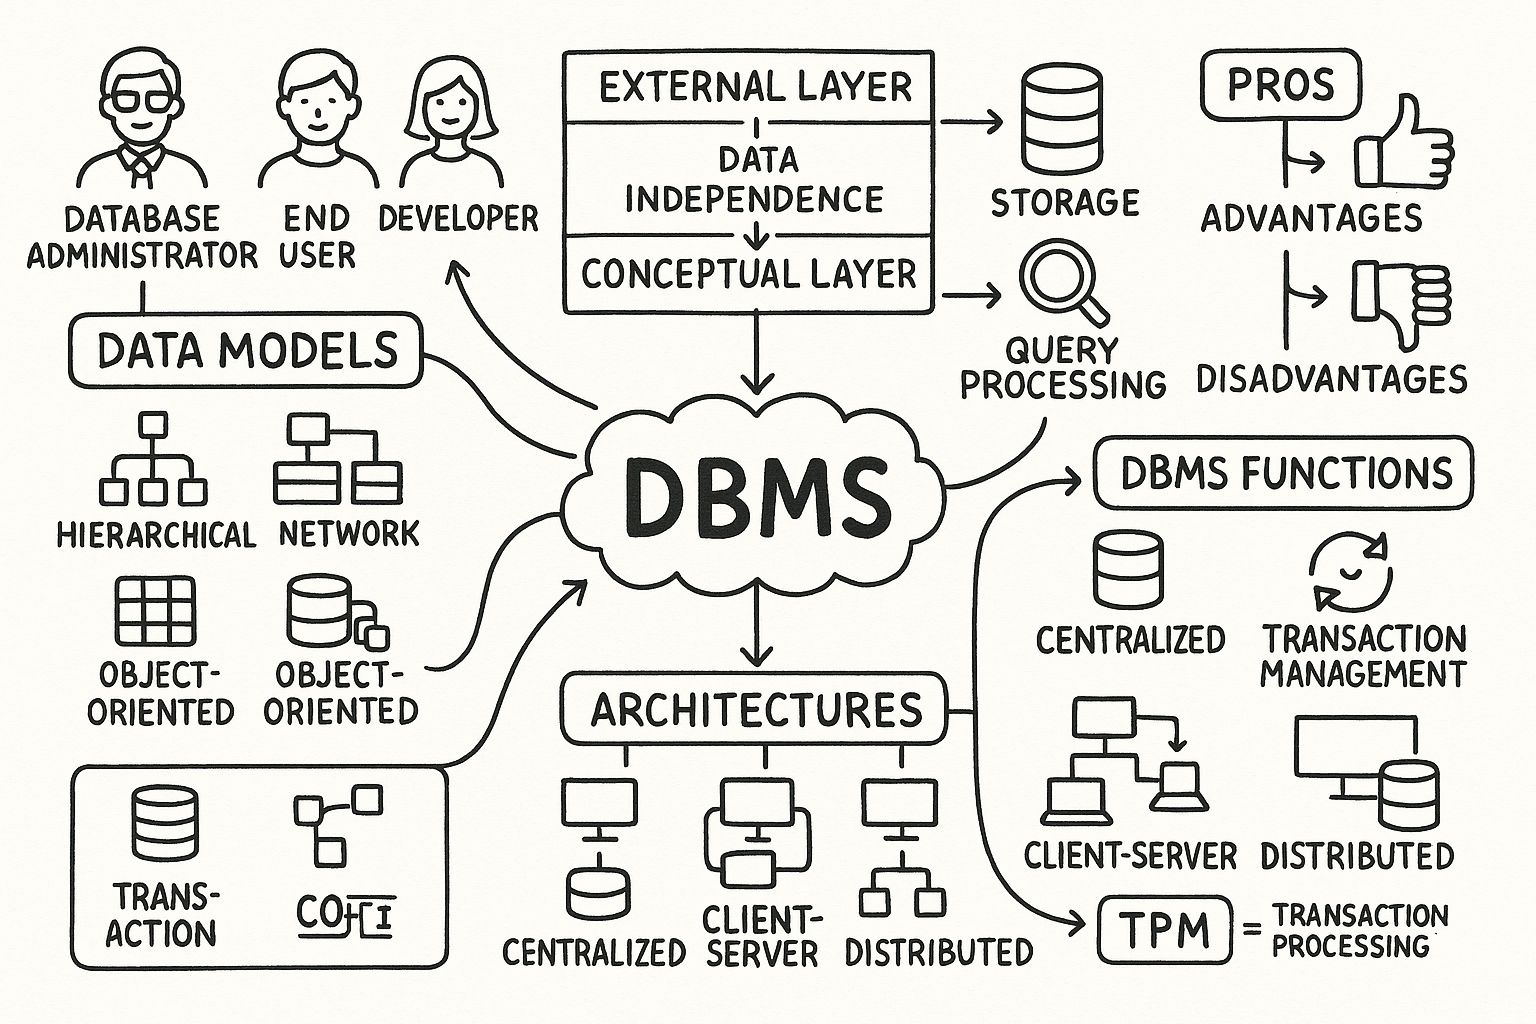 DATABASE
ADMINISTRATOR
END
USER
DEVELOPER
EXTERNAL LAYER
DATA
INDEPENDENCE
CONCEPTUAL LAYER
STORAGE
QUERY
PROCESSING
PROS
ADVANTAGES
DISADVANTAGES
DATA MODELS
HIERARCHICAL
NETWORK
OBJECT-
ORIENTED
OBJECT-
ORIENTED
DBMS
DBMS FUNCTIONS
CENTRALIZED
TRANSACTION
MANAGEMENT
CLIENT-SERVER
DISTRIBUTED
TRANS-
ACTION
ARCHITECTURES
CENTRALIZED
CLIENT-
SERVER
DISTRIBUTED
TPM = TRANSACTION
PROCESSING